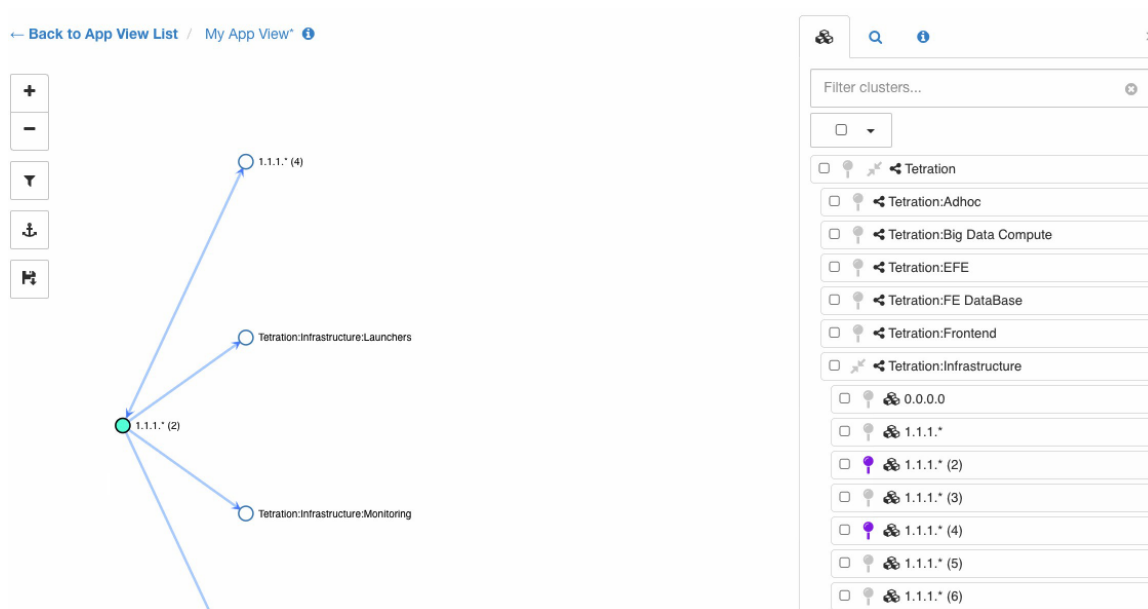 ← Back to App View List / My App View*
Filter clusters...
1.1.1.* (4)
Tetration:Infrastructure:Launchers
1.1.1.* (2)
Tetration:Infrastructure:Monitoring
Tetration
Tetration:Adhoc
Tetration:Big Data Compute
Tetration:EFE
Tetration:FE DataBase
Tetration:Frontend
Tetration:Infrastructure
0.0.0.0
1.1.1.*
1.1.1.* (2)
1.1.1.* (3)
1.1.1.* (4)
1.1.1.* (5)
1.1.1.* (6)